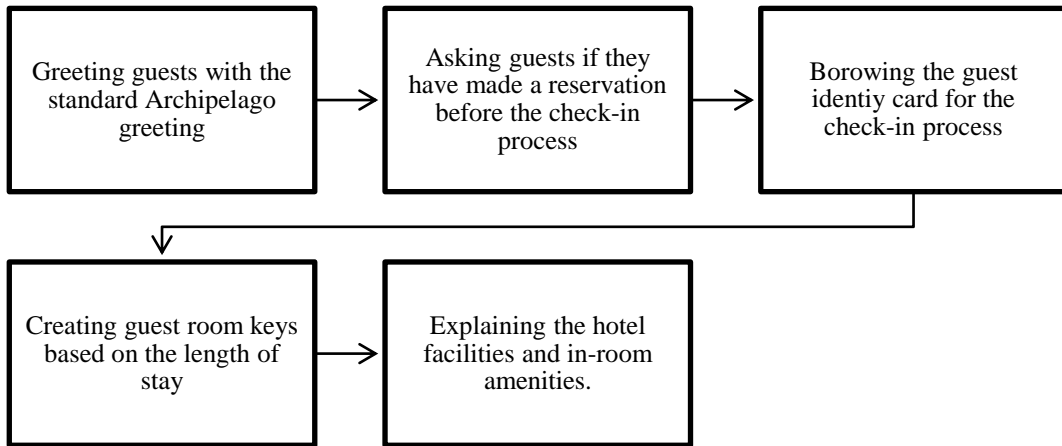 Greeting guests with the
standard Archipelago
greeting
Asking guests if they
have made a reservation
before the check-in
process
Borowing the guest
identiy card for the
check-in process
Creating guest room keys
based on the length of
stay
Explaining the hotel
facilities and in-room
amenities.